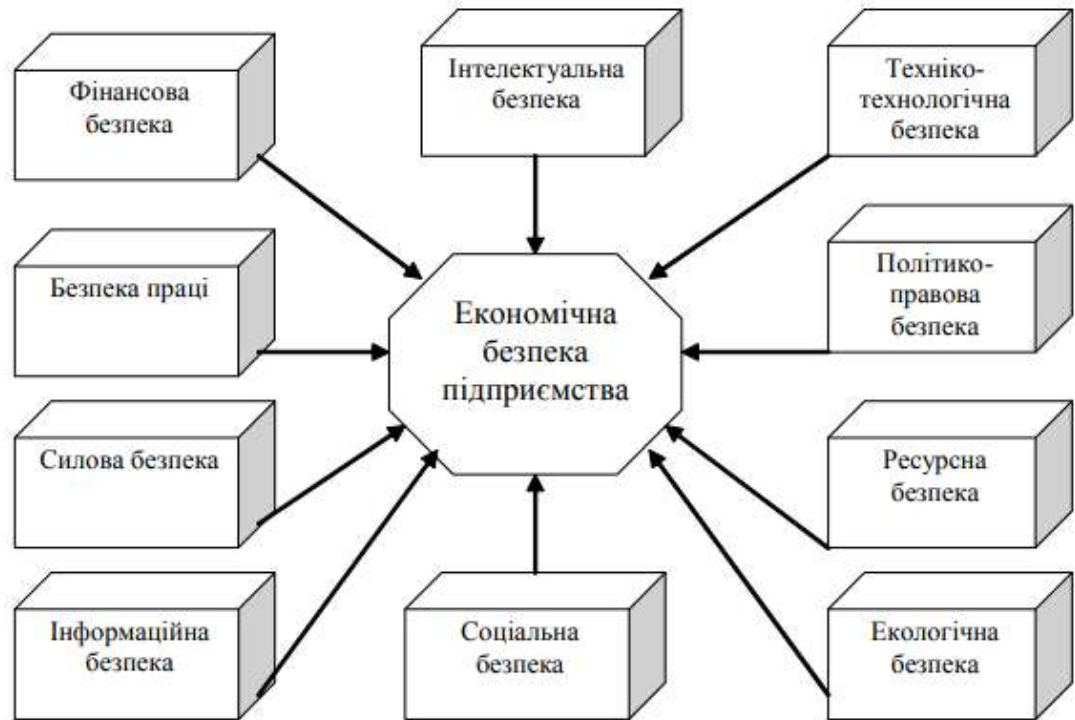 Фінансова
безпека
Інтелектуальна
безпека
Техніко-
технологічна
безпека
Безпека праці
Економічна
безпека
підприємства
Політико-
правова
безпека
Силова безпека
Ресурсна
безпека
Інформаційна
безпека
Соціальна
безпека
Екологічна
безпека